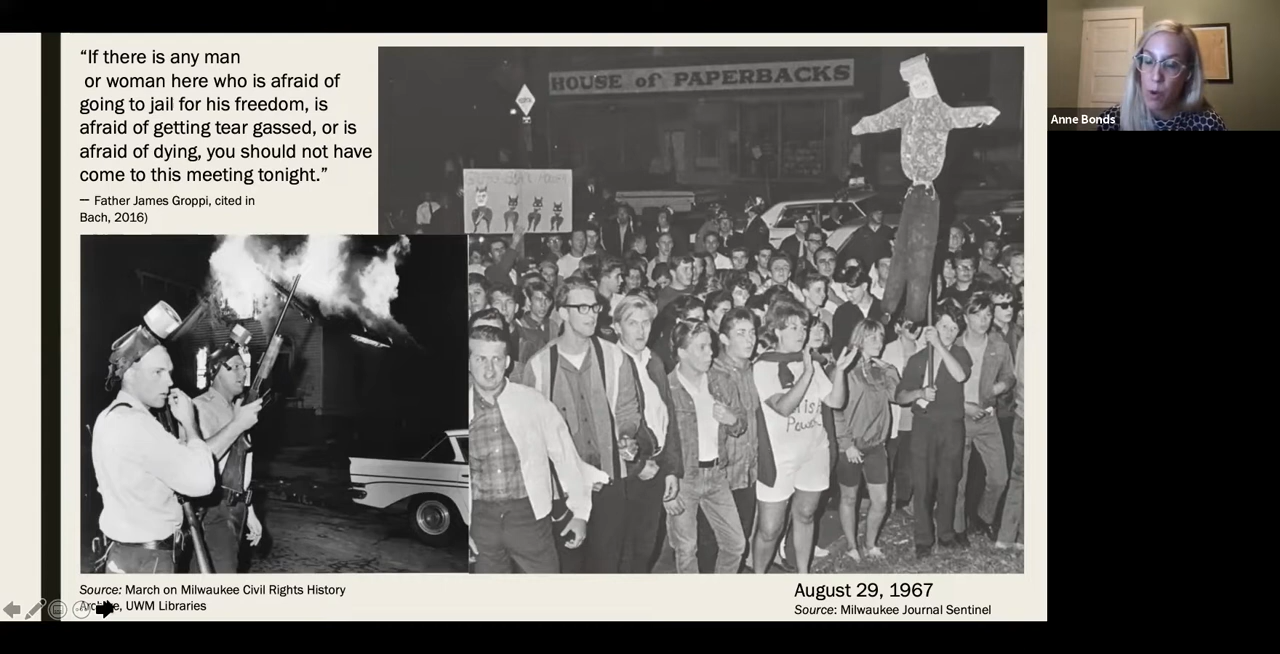 “If there is any man
or woman here who is afraid of
going to jail for his freedom, is
afraid of getting tear gassed, or is
afraid of dying, you should not have
come to this meeting tonight.”
— Father James Groppi, cited in
Bach, 2016)
HOUSE of PAPERBACKS
Power
Source: March on Milwaukee Civil Rights History
Archive, UWM Libraries
August 29, 1967
Source: Milwaukee Journal Sentinel
Anne Bonds